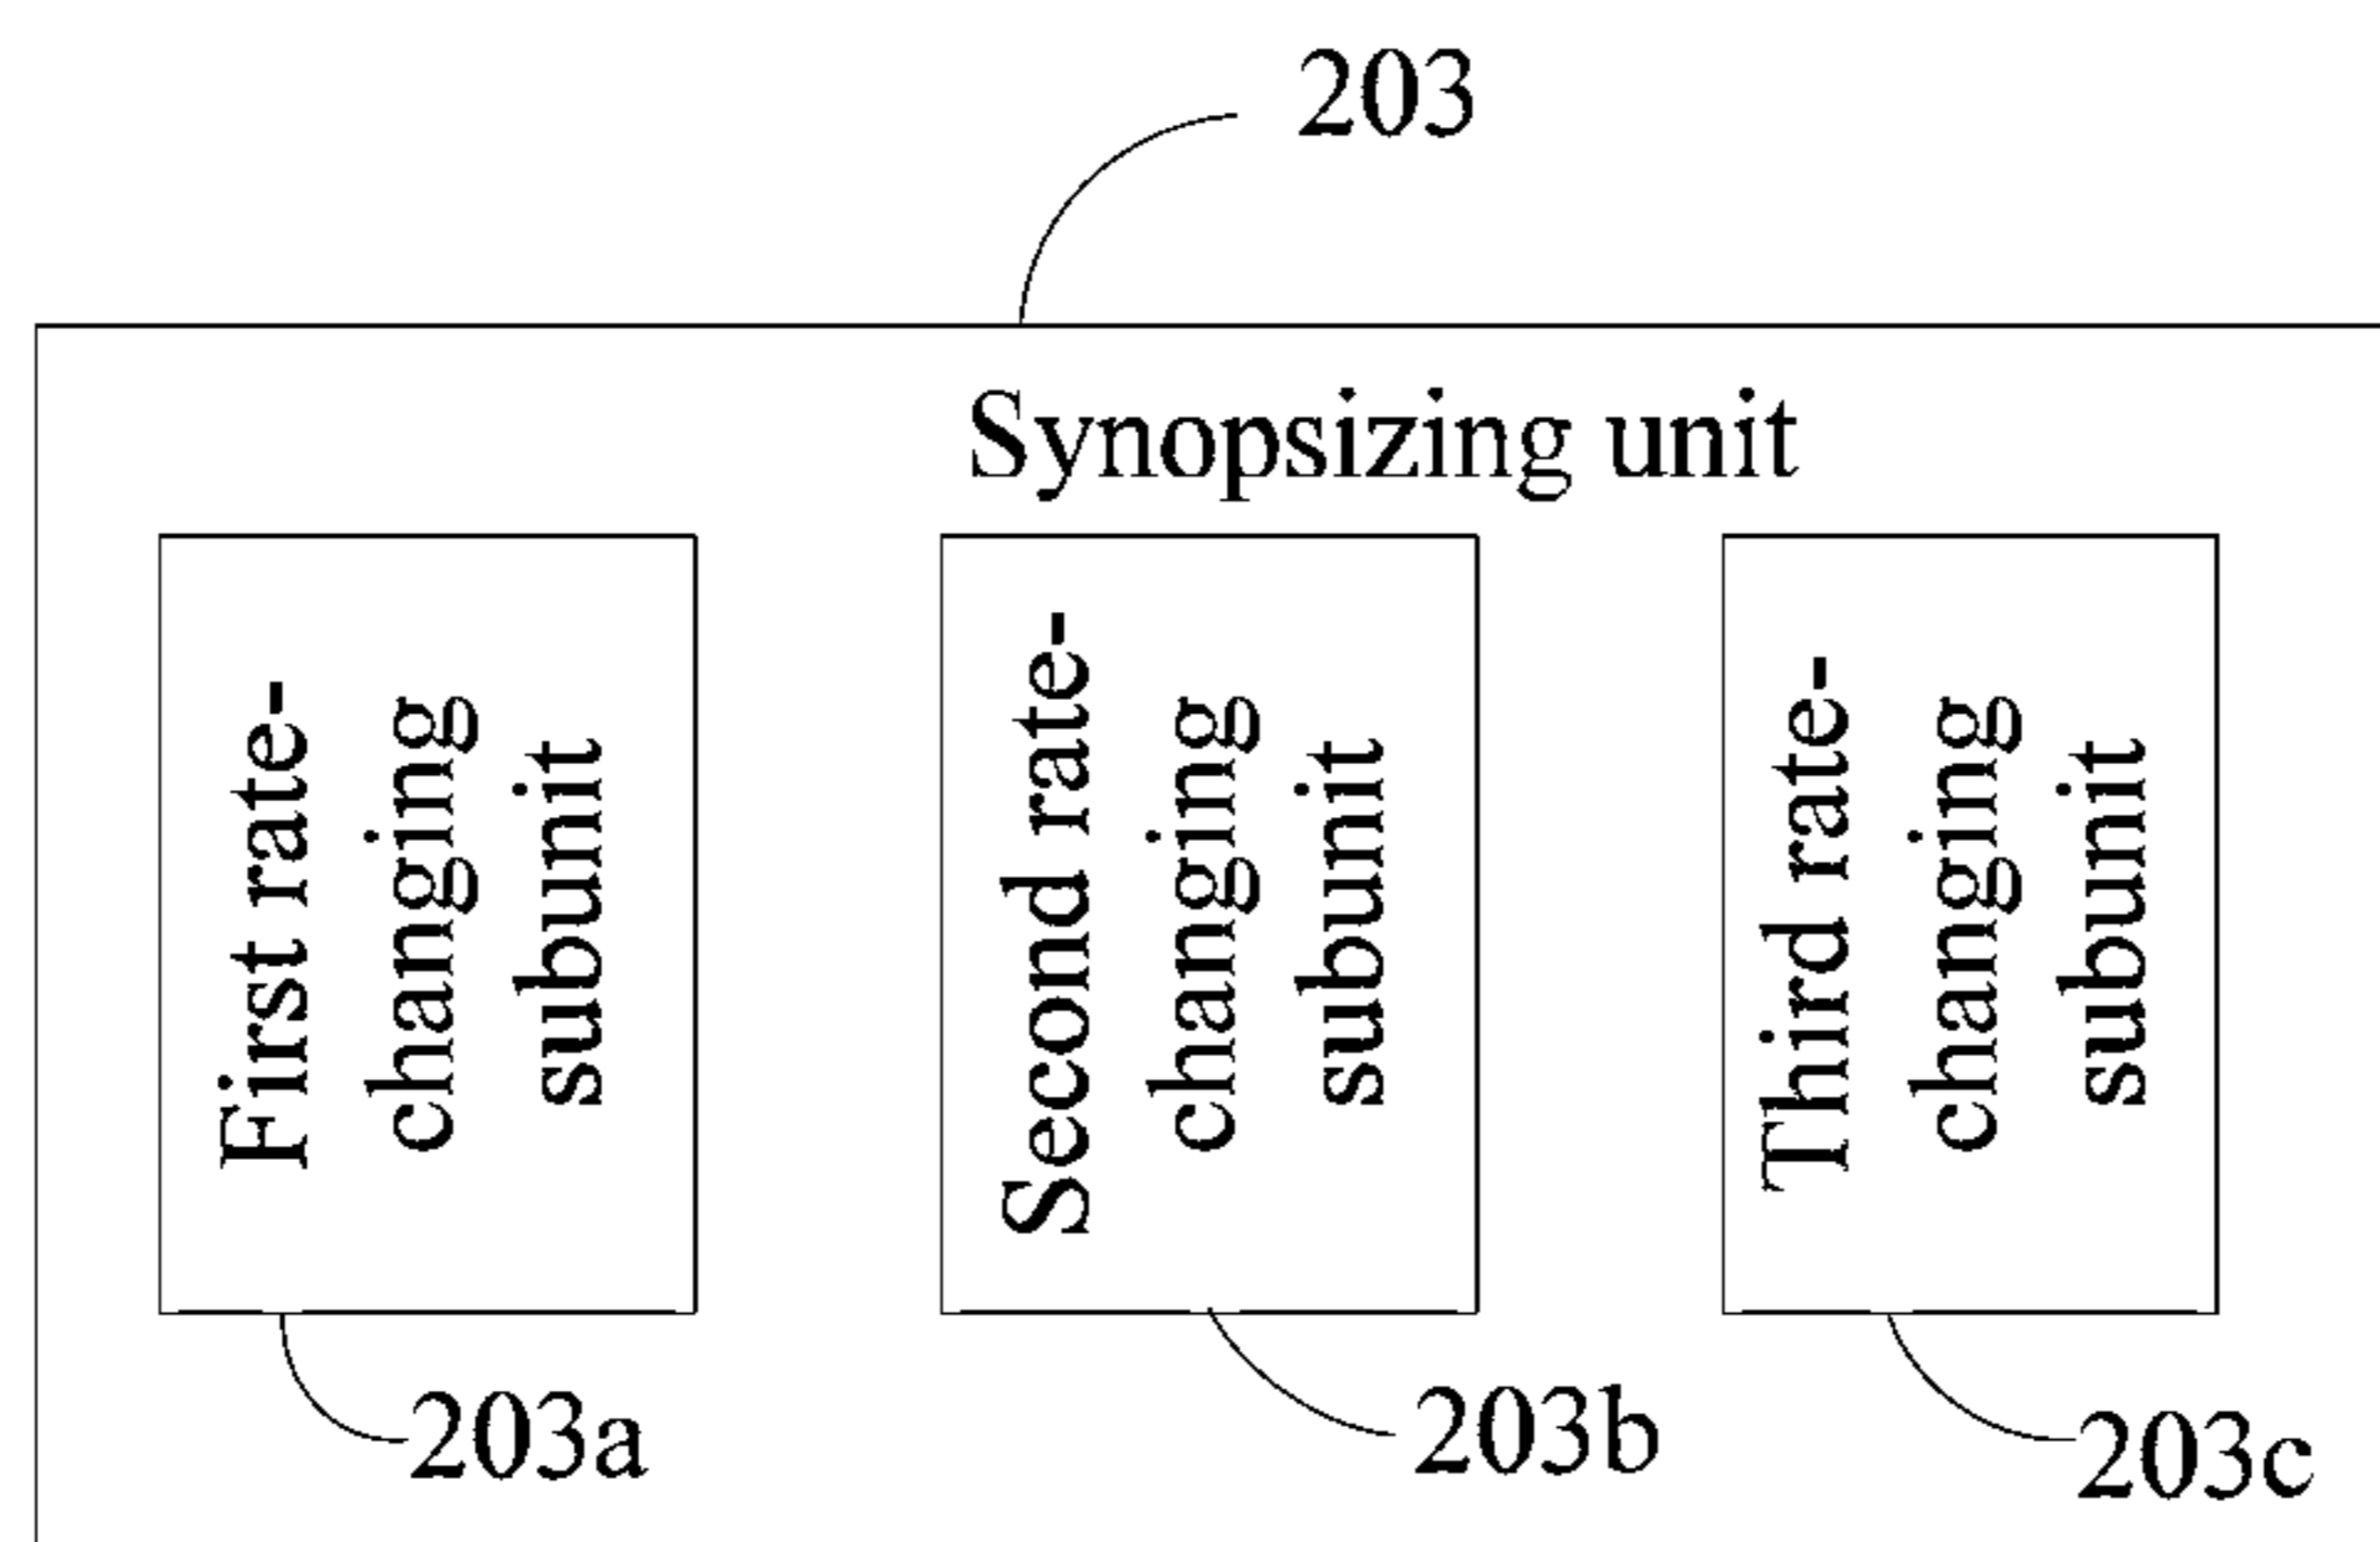 203
Synopsizing unit
First rate-
changing
subunit
Second rate-
changing
subunit
Third rate-
changing
subunit
203a
203b
203c